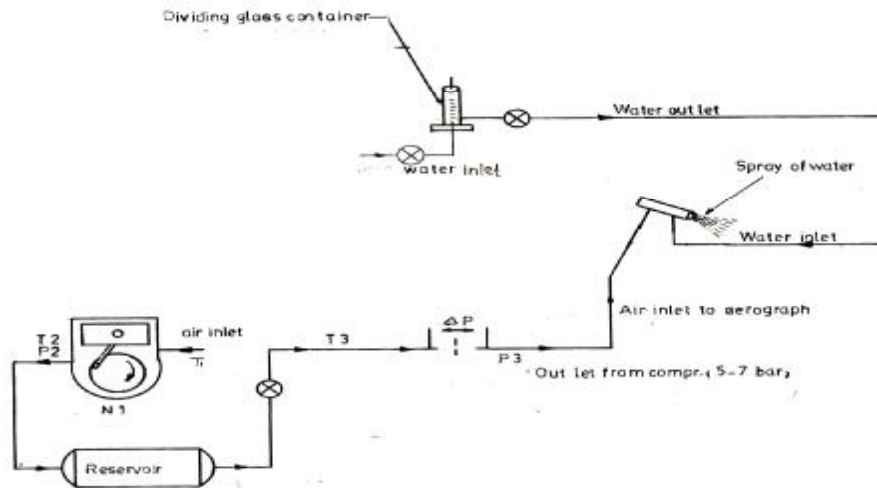 Dividing glass container
Water outlet
water inlet
Spray of water
Water inlet
Air inlet to aerograph
air inlet
T2
P2
T1
N1
T3
ΔP
P3
Out let from compr. (5-7 bar)
Reservoir